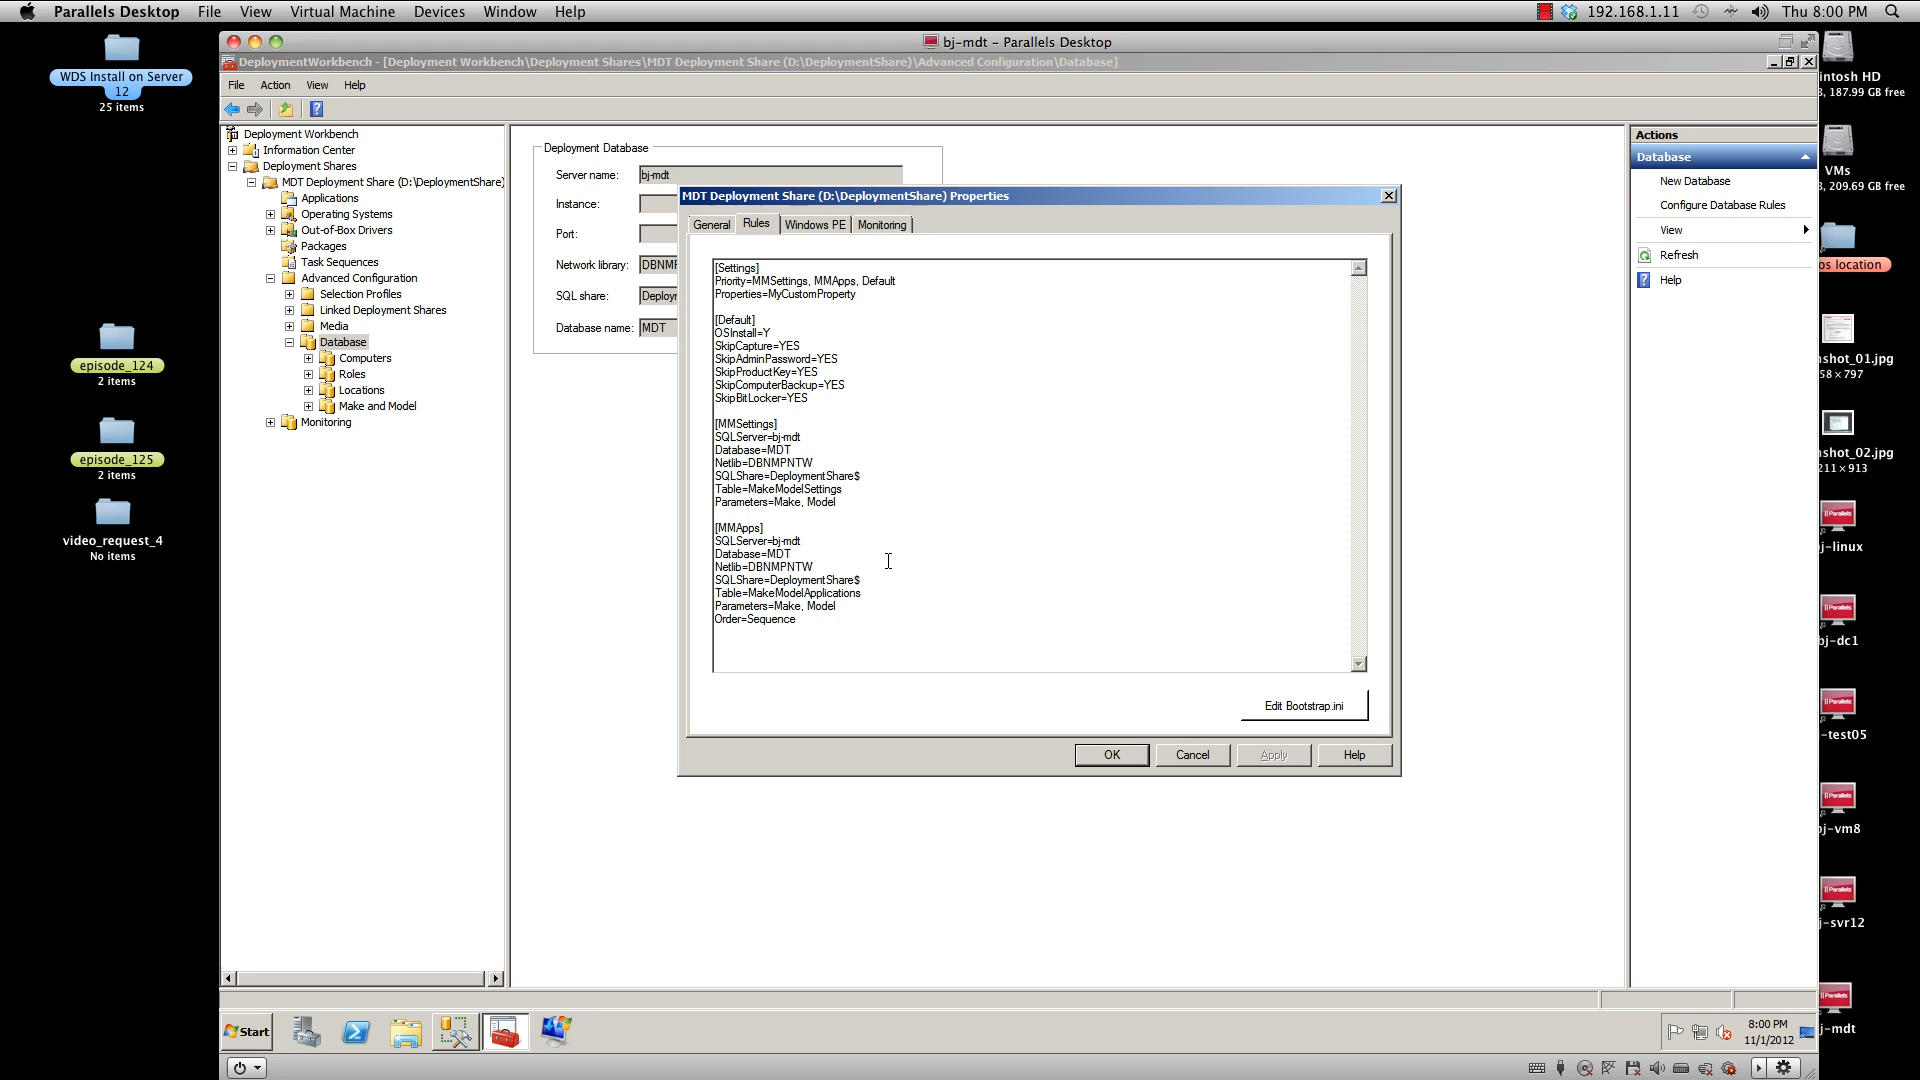 Parallels Desktop File View Virtual Machine Devices Window Help
192.168.1.11 Thu 8:00 PM
WDS Install on Server
12
25 items
episode_124
2 items
episode_125
2 items
video_request_4
No items
bj-mdt - Parallels Desktop
DeploymentWorkbench - [Deployment Workbench\Deployment Shares\MDT Deployment Share (D:\DeploymentShare)\Advanced Configuration\Database]
File Action View Help
Deployment Workbench
Information Center
Deployment Shares
MDT Deployment Share (D:\DeploymentShare)
Applications
Operating Systems
Out-of-Box Drivers
Packages
Task Sequences
Advanced Configuration
Selection Profiles
Linked Deployment Shares
Media
Database
Computers
Roles
Locations
Make and Model
Monitoring
Deployment Database
Server name: bj-mdt
Instance:
Port:
Network library: DBNMP
SQL share: Deploy
Database name: MDT
MDT Deployment Share (D:\DeploymentShare) Properties
General Rules Windows PE Monitoring
[Settings]
Priority=MMSettings, MMApps, Default
Properties=MyCustomProperty
[Default]
OSInstall=Y
SkipCapture=YES
SkipAdminPassword=YES
SkipProductKey=YES
SkipComputerBackup=YES
SkipBitLocker=YES
[MMSettings]
SQLServer=bj-mdt
Database=MDT
Netlib=DBNMPNTW
SQLShare=DeploymentShare$
Table=MakeModelSettings
Parameters=Make, Model
[MMApps]
SQLServer=bj-mdt
Database=MDT
Netlib=DBNMPNTW
SQLShare=DeploymentShare$
Table=MakeModelApplications
Parameters=Make, Model
Order=Sequence
Edit Bootstrap.ini
OK Cancel Apply Help
Actions
Database
New Database
Configure Database Rules
View
Refresh
Help
intosh HD
3, 187.99 GB free
VMs
3, 209.69 GB free
os location
nshot_01.jpg
58 × 797
nshot_02.jpg
211 × 913
j-linux
bj-dc1
-test05
bj-vm8
j-svr12
j-mdt
Start
8:00 PM
11/1/2012